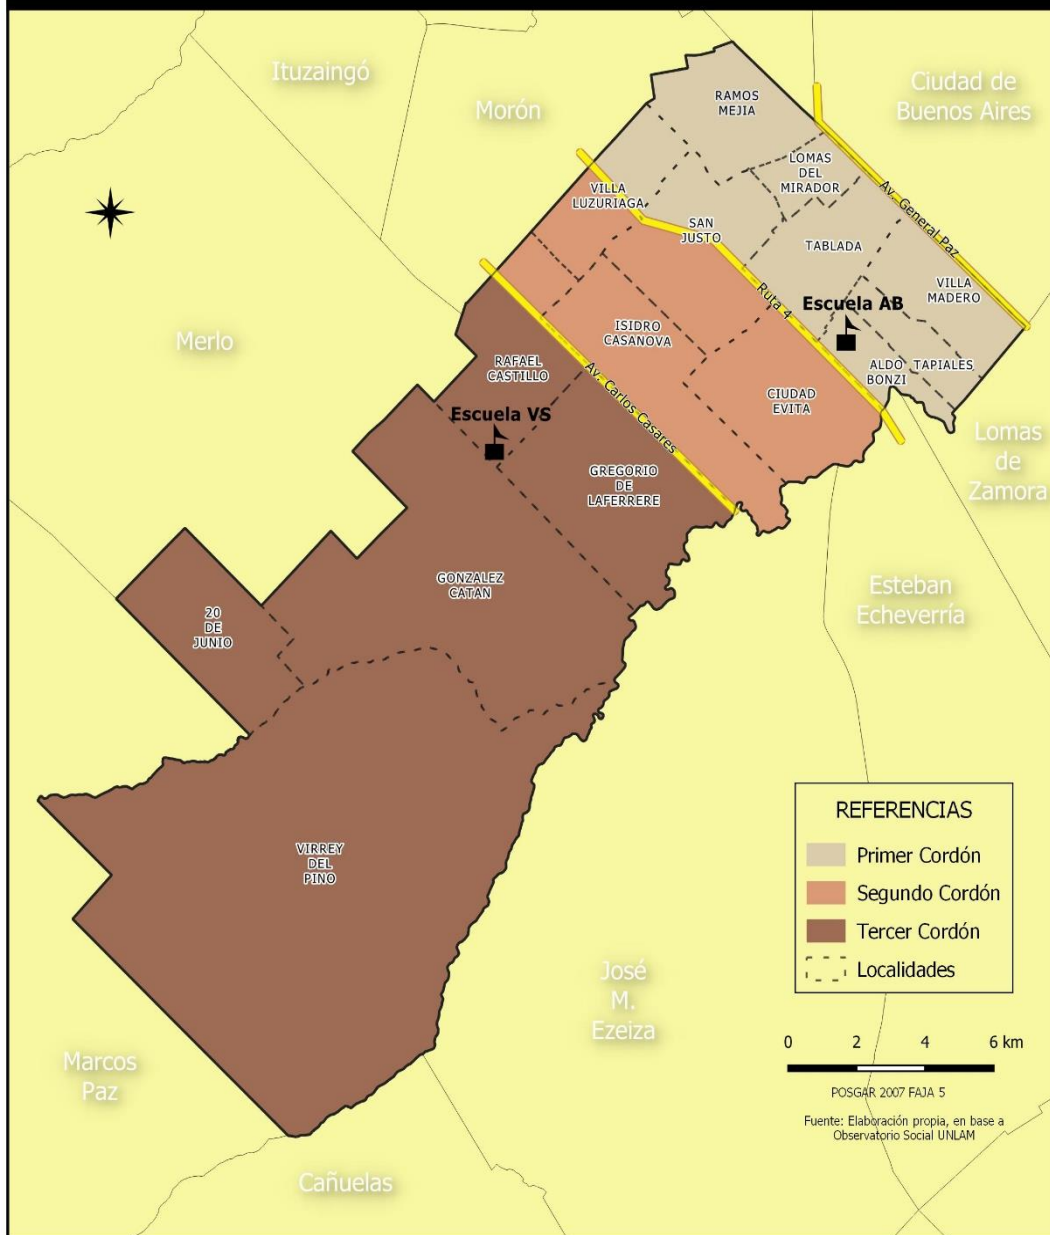 Ituzaingó
Morón
Ciudad de
Buenos Aires
RAMOS
MEJIA
LOMAS
DEL
MIRADOR
Av. General Paz
VILLA
LUZURIAGA
SAN
JUSTO
TABLADA
VILLA
MADERO
Ruta 4
Escuela AB
Merlo
ISIDRO
CASANOVA
RAFAEL
CASTILLO
Av. Carlos Casares
ALDO
BONZI
TAPIALES
CIUDAD
EVITA
Escuela VS
Lomas
de
Zamora
GREGORIO
DE
LAFERRERE
GONZALEZ
CATAN
Esteban
Echeverría
20
DE
JUNIO
VIRREY
DEL
PINO
REFERENCIAS
Primer Cordón
Segundo Cordón
Tercer Cordón
Localidades
José
M.
Ezeiza
0 2 4 6 km
Marcos
Paz
POSGAR 2007 FAJA 5
Fuente: Elaboración propia, en base a
Observatorio Social UNLAM
Cañuelas